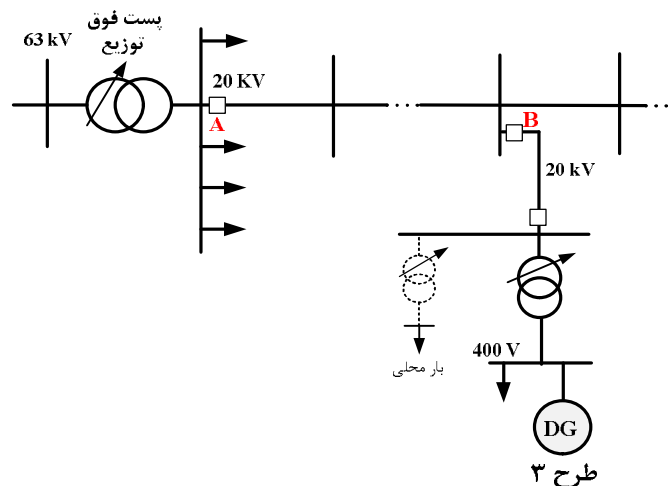 پست فوق
توزیع
63 kV
20 KV
A
B
20 kV
400 V
بار محلی
DG
طرح ۳